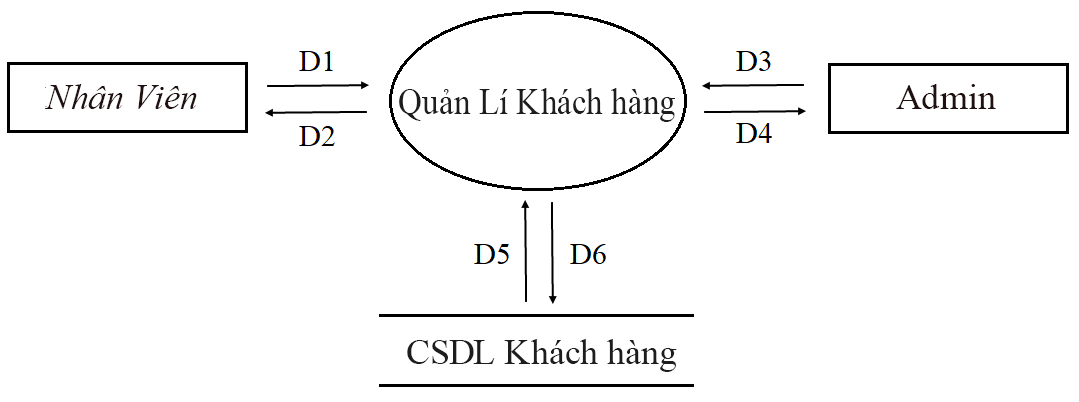 D1
D3
Nhân Viên
Quản Lí Khách hàng
Admin
D2
D4
D5
D6
CSDL Khách hàng